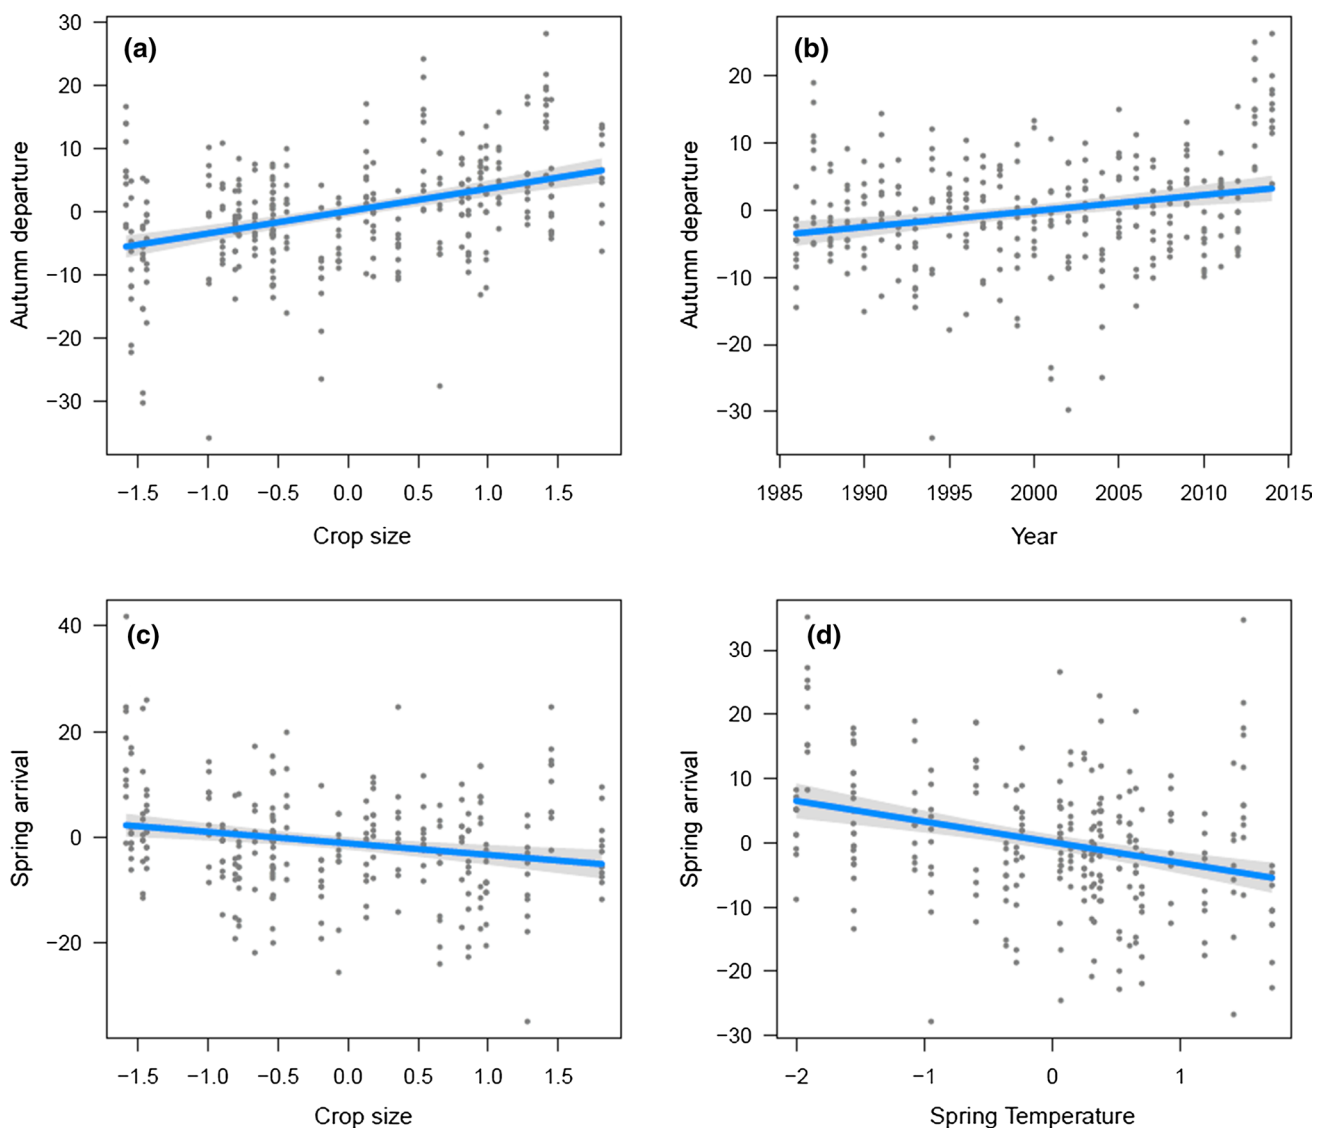 (a)
30
20
10
0
−10
−20
−30
Autumn departure
−1.5 −1.0 −0.5 0.0 0.5 1.0 1.5
Crop size
(b)
20
10
0
−10
−20
−30
Autumn departure
1985 1990 1995 2000 2005 2010 2015
Year
(c)
40
20
0
−20
Spring arrival
−1.5 −1.0 −0.5 0.0 0.5 1.0 1.5
Crop size
(d)
30
20
10
0
−10
−20
−30
Spring arrival
−2 −1 0 1
Spring Temperature